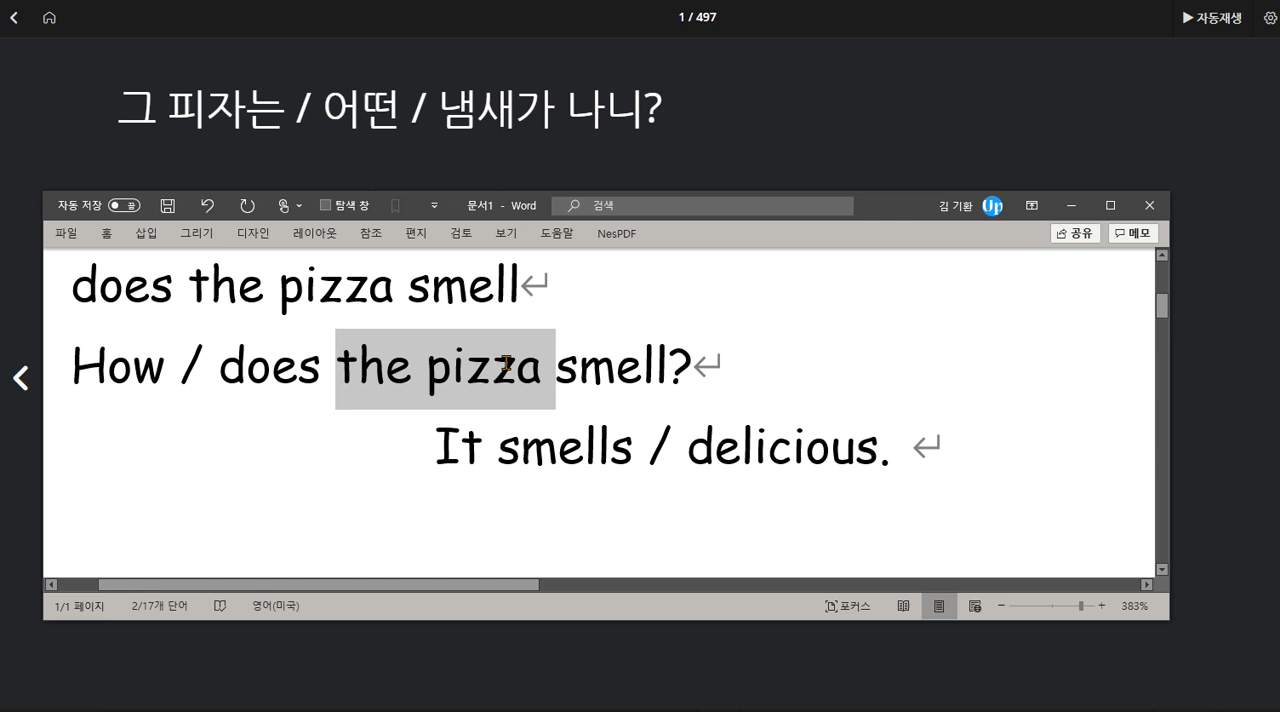 1 / 497
자동재생
그 피자는 / 어떤 / 냄새가 나니?
자동 저장
탐색 창
문서1 - Word
검색
김 기환
Up
파일 홈 삽입 그리기 디자인 레이아웃 참조 편지 검토 보기 도움말 NesPDF
공유
메모
does the pizza smell
How / does the pizza smell?
It smells / delicious.
1/1 페이지 2/17개 단어 영어(미국)
포커스
383%